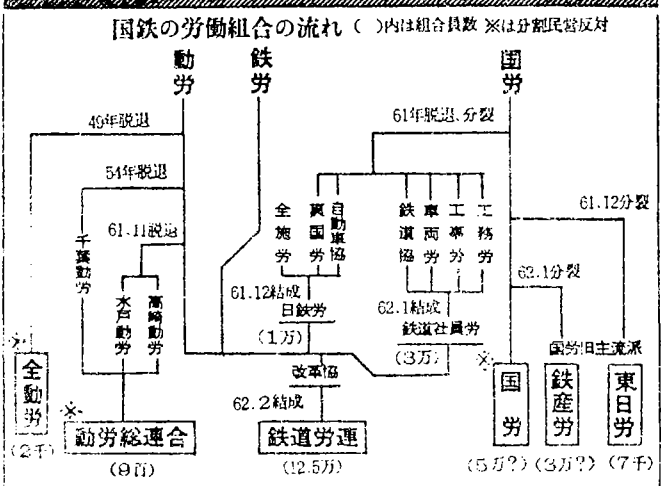 国鉄の労働組合の流れ ( )内は組合員数 ※は分割民営反対
動労
鉄労
国労
49年脱退
61年脱退、分裂
54年脱退
61.12分裂
61.11脱退
千葉動労
水戸動労
高崎動労
全施労
真国労
自動車協
鉄道協
車両労
工事労
工務労
62.1分裂
61.12結成
日鉄労
(1万)
62.1結成
鉄道社員労
(3万)
国労旧主流派
改革協
62.2結成
※
全動労
(2千)
※
動労総連合
(9百)
鉄道労連
(12.5万)
※
国労
(5万?)
鉄産労
(3万?)
東日労
(7千)